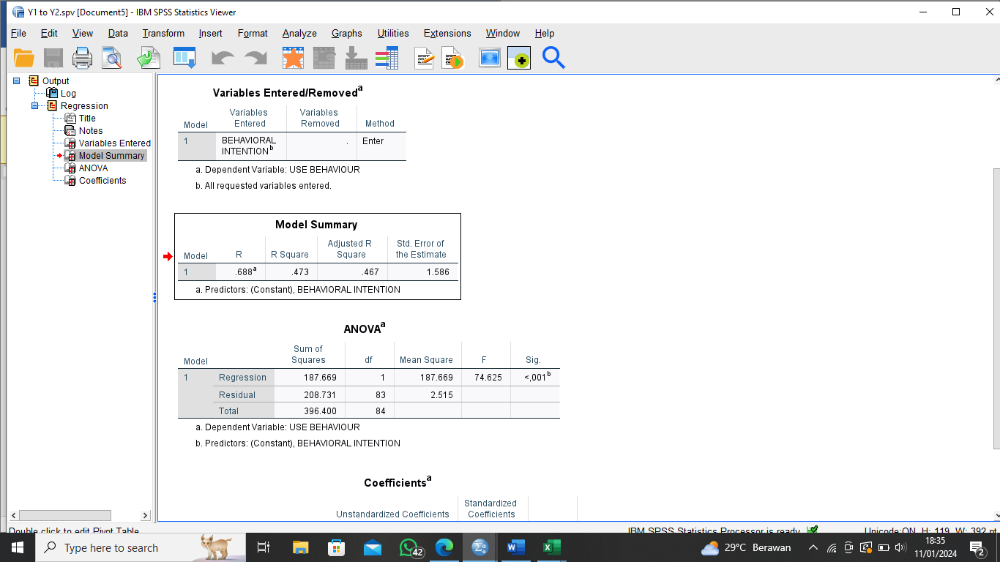 Y1 to Y2.spv [Document5] - IBM SPSS Statistics Viewer
File Edit View Data Transform Insert Format Analyze Graphs Utilities Extensions Window Help
Output
Log
Regression
Title
Notes
Variables Entered
Model Summary
ANOVA
Coefficients
Variables Entered/Removedª
Model Variables Entered Variables Removed Method
1 BEHAVIORAL INTENTIONᵇ . Enter
a. Dependent Variable: USE BEHAVIOUR
b. All requested variables entered.
Model Summary
Model R R Square Adjusted R Square Std. Error of the Estimate
1 .688ª .473 .467 1.586
a. Predictors: (Constant), BEHAVIORAL INTENTION
ANOVAª
Model Sum of Squares df Mean Square F Sig.
1 Regression 187.669 1 187.669 74.625 <,001ᵇ
Residual 208.731 83 2.515
Total 396.400 84
a. Dependent Variable: USE BEHAVIOUR
b. Predictors: (Constant), BEHAVIORAL INTENTION
Coefficientsª
Unstandardized Coefficients Standardized Coefficients
Double click to edit Pivot Table
IBM SPSS Statistics Processor is ready Unicode:ON H: 119, W: 392 pt
Type here to search
42
29°C Berawan
18:35
11/01/2024
2